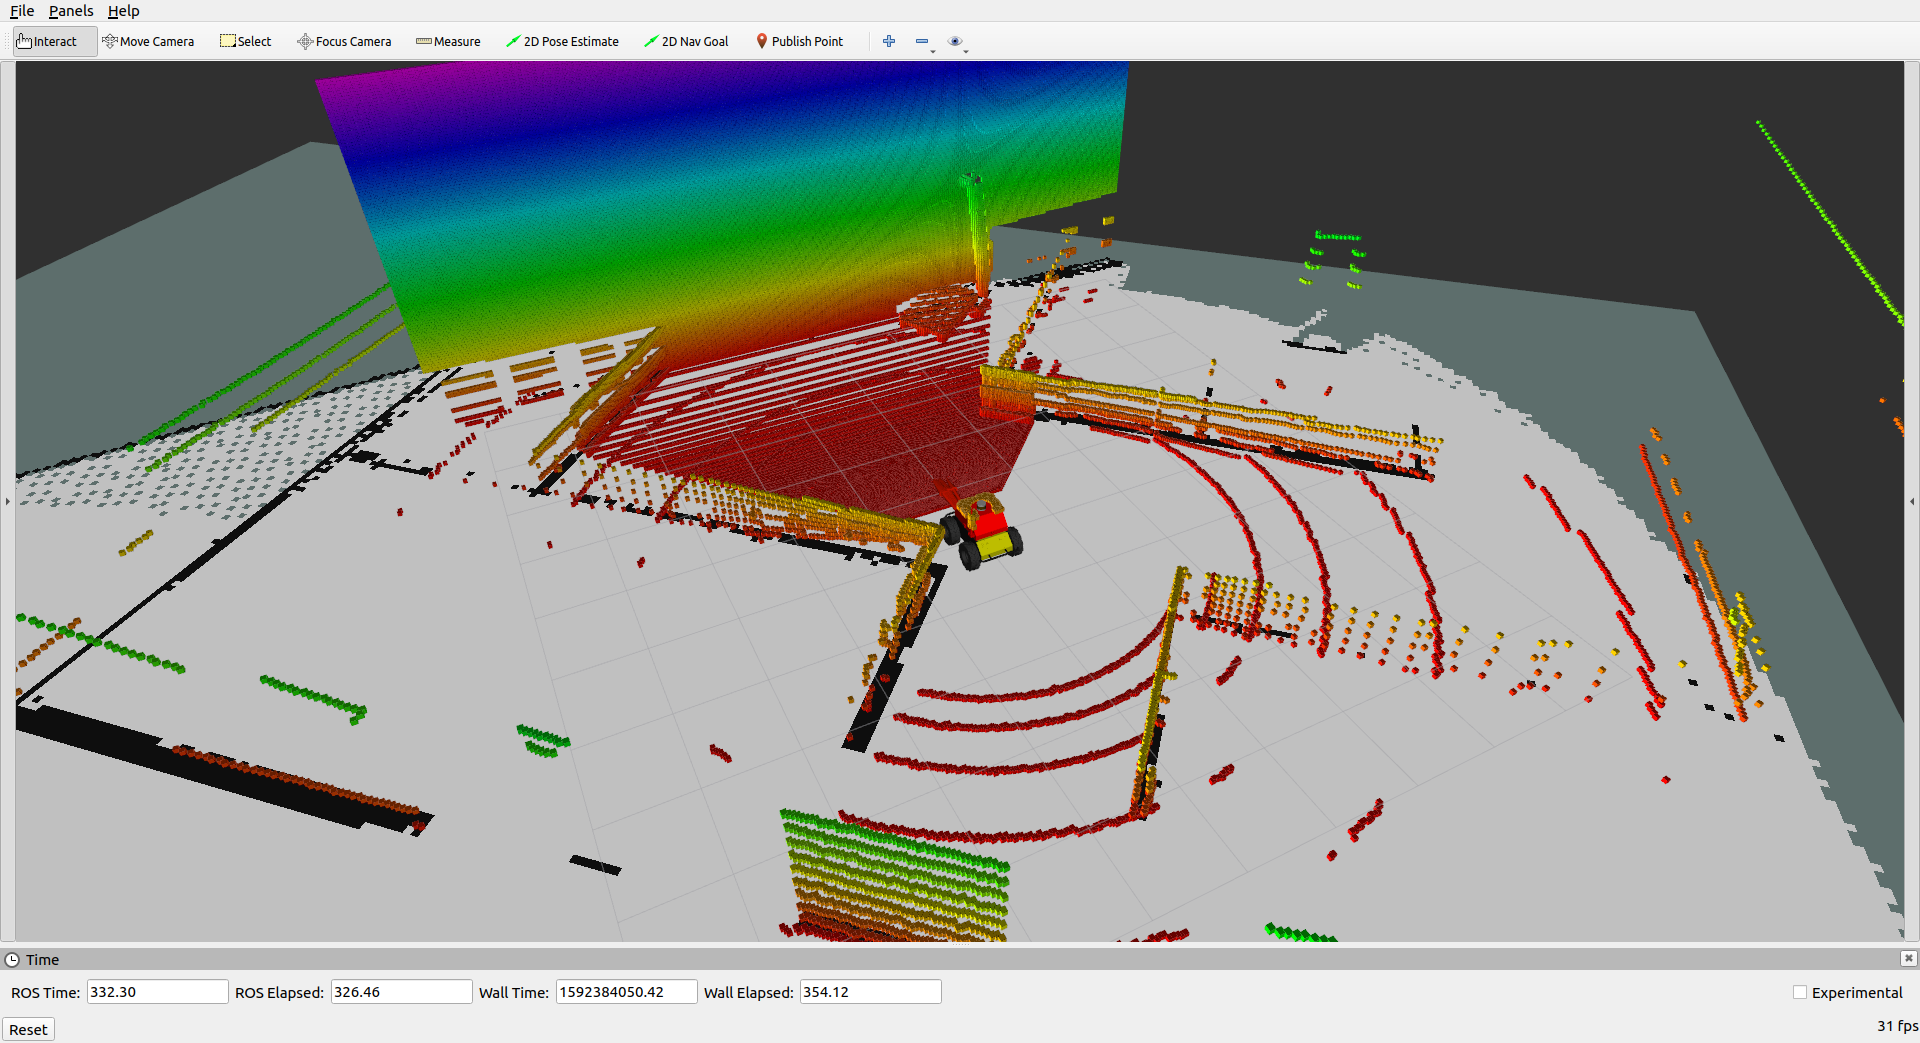 File Panels Help
Interact Move Camera Select Focus Camera Measure 2D Pose Estimate 2D Nav Goal Publish Point
Time
ROS Time: 332.30 ROS Elapsed: 326.46 Wall Time: 1592384050.42 Wall Elapsed: 354.12 Experimental
Reset 31 fps